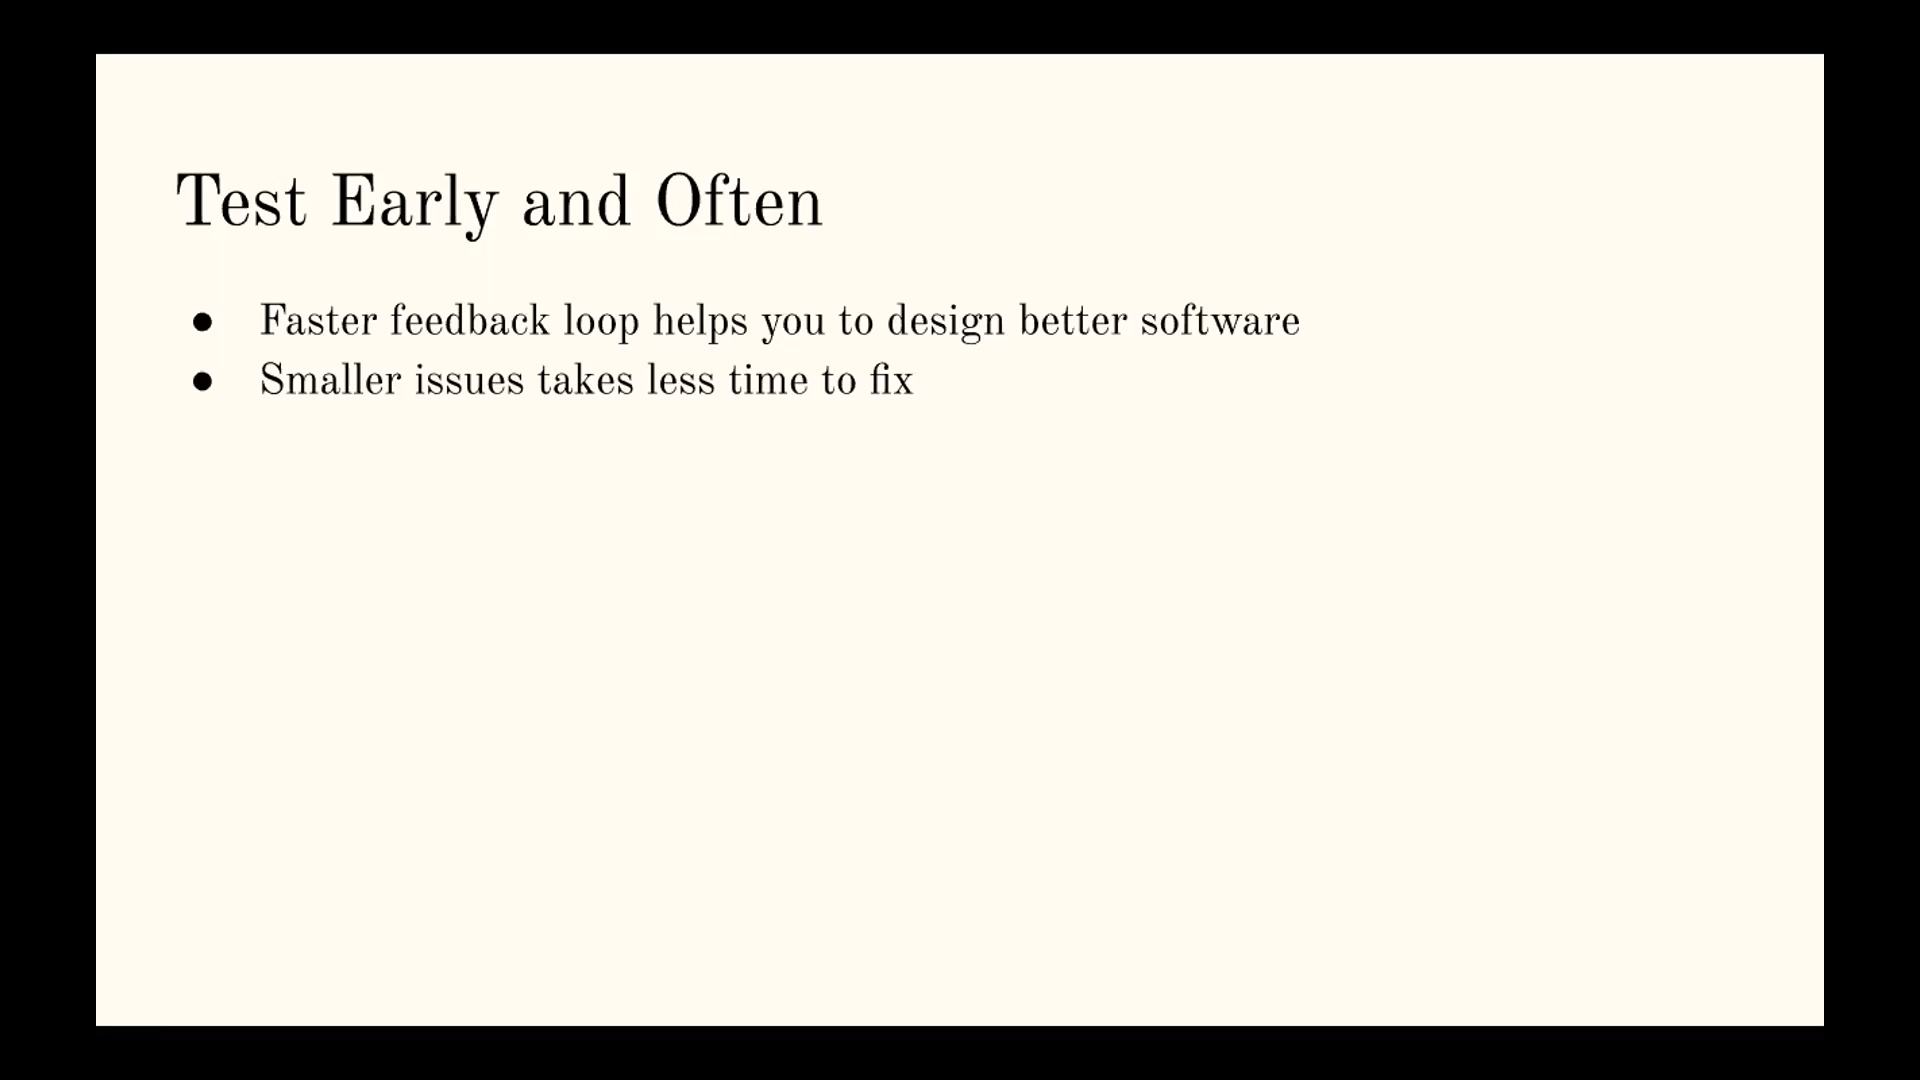 Test Early and Often
● Faster feedback loop helps you to design better software
● Smaller issues takes less time to fix